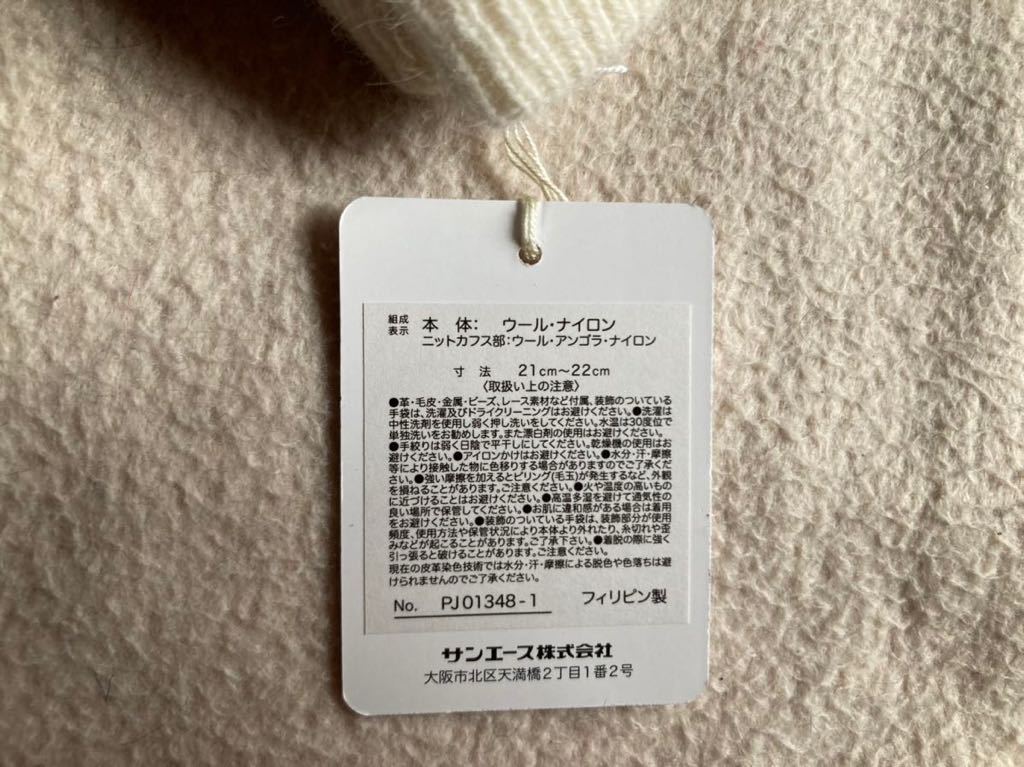 組成
表示
本 体： ウール・ナイロン
ニットカフス部：ウール・アンゴラ・ナイロン
寸 法 21cm～22cm
〈取扱い上の注意〉
●革・毛皮・金属・ビーズ、レース素材など付属、装飾のついている
手袋は、洗濯及びドライクリーニングはお避けください。●洗濯は
中性洗剤を使用し弱く押し洗いをしてください。水温は30度位で
単独洗いをお勧めします。また漂白剤の使用はお避けください。
●手絞りは弱く日陰で平干しにしてください。乾燥機の使用はお
避けください。●アイロンかけはお避けください。●水分・汗・摩擦
等により接触した物に色移りする場合がありますのでご了承くだ
さい。●強い摩擦を加えるとピリング(毛玉)が発生するなど、外観
を損ねることがあります。ご注意ください。●火や温度の高いもの
に近づけることはお避けください。●高温多湿を避けて通気性の
良い場所で保管してください。●お肌に違和感がある場合は着用
をお避けください。●装飾のついている手袋は、装飾部分が使用
頻度、使用方法や保管状況により本体より外れたり、糸切れや歪
みなどが起こることがあります。ご了承下さい。●着脱の際に強く
引っ張ると破けることがあります。ご注意ください。
現在の皮革染色技術では水分・汗・摩擦による脱色や色落ちは避
けられませんのでご了承ください。
No. PJ01348-1 フィリピン製
サンエース株式会社
大阪市北区天満橋2丁目1番2号